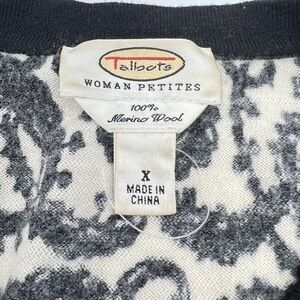 Talbots
WOMAN PETITES
100%
Merino Wool
X
MADE IN
CHINA